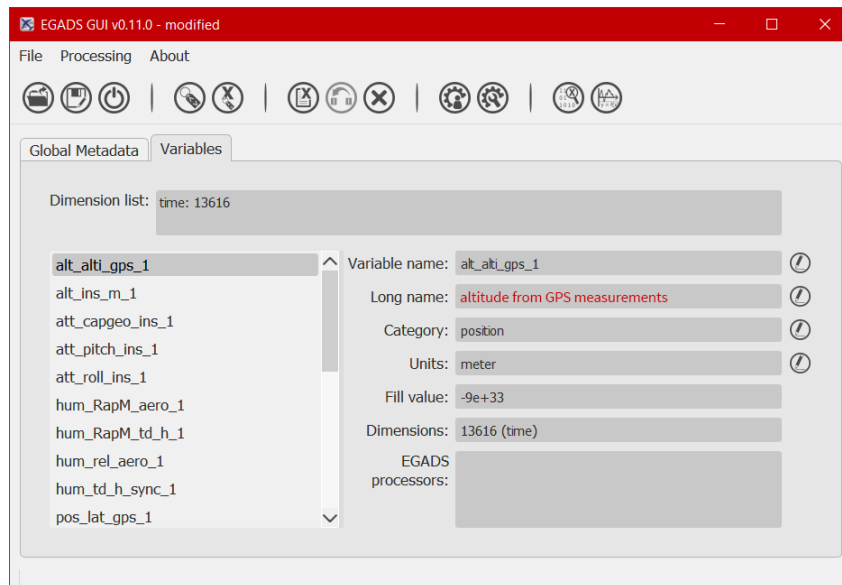 EGADS GUI v0.11.0 - modified
File Processing About
Global Metadata Variables
Dimension list: time: 13616
alt_alti_gps_1
alt_ins_m_1
att_capgeo_ins_1
att_pitch_ins_1
att_roll_ins_1
hum_RapM_aero_1
hum_RapM_td_h_1
hum_rel_aero_1
hum_td_h_sync_1
pos_lat_gps_1
Variable name: alt_alti_gps_1
Long name: altitude from GPS measurements
Category: position
Units: meter
Fill value: -9e+33
Dimensions: 13616 (time)
EGADS
processors: